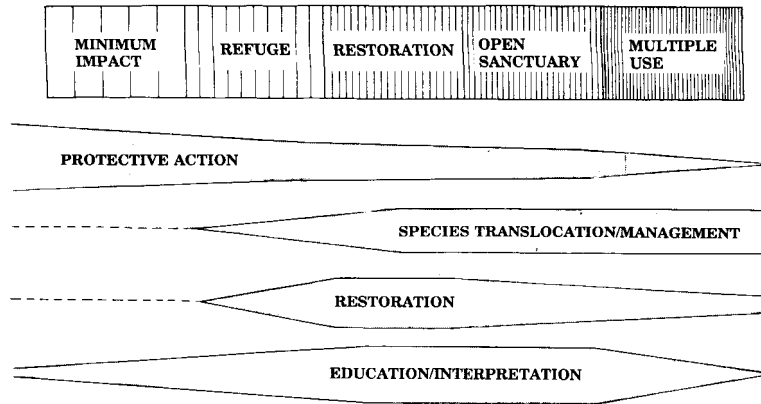 MINIMUM
IMPACT
REFUGE
RESTORATION
OPEN
SANCTUARY
MULTIPLE
USE
PROTECTIVE ACTION
SPECIES TRANSLOCATION/MANAGEMENT
RESTORATION
EDUCATION/INTERPRETATION